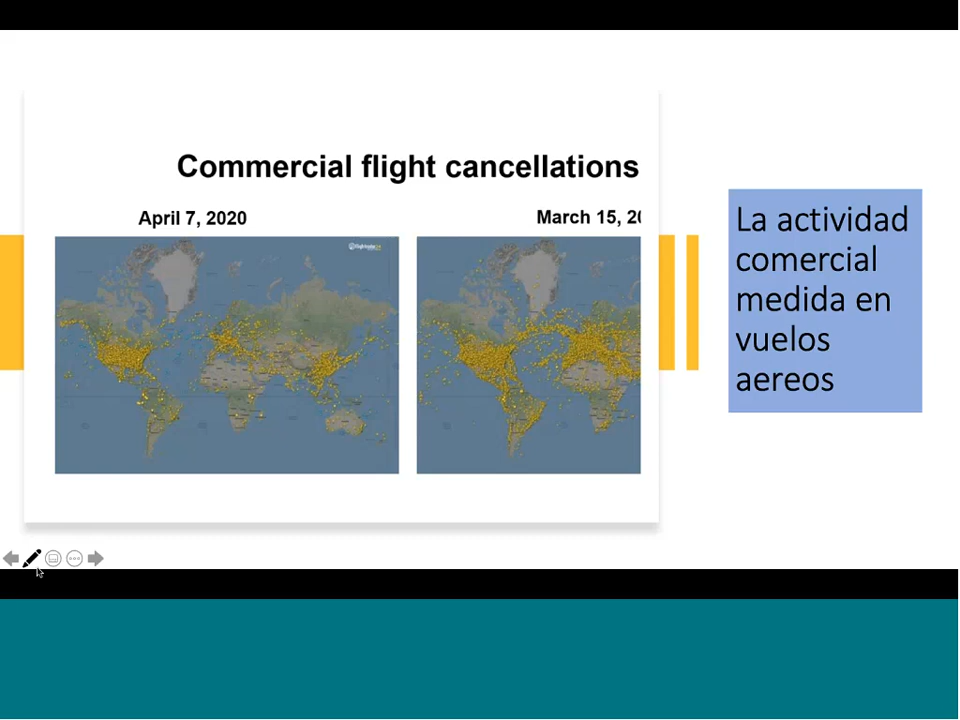 Commercial flight cancellations
April 7, 2020
March 15, 20
La actividad
comercial
medida en
vuelos
aereos